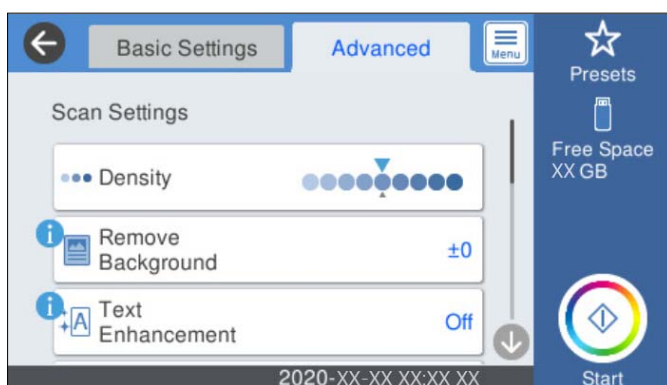 Basic Settings
Advanced
Menu
Presets
Scan Settings
Free Space
XX GB
Density
Remove
Background
±0
A
Text
Enhancement
Off
2020-XX-XX XX:XX XX
Start